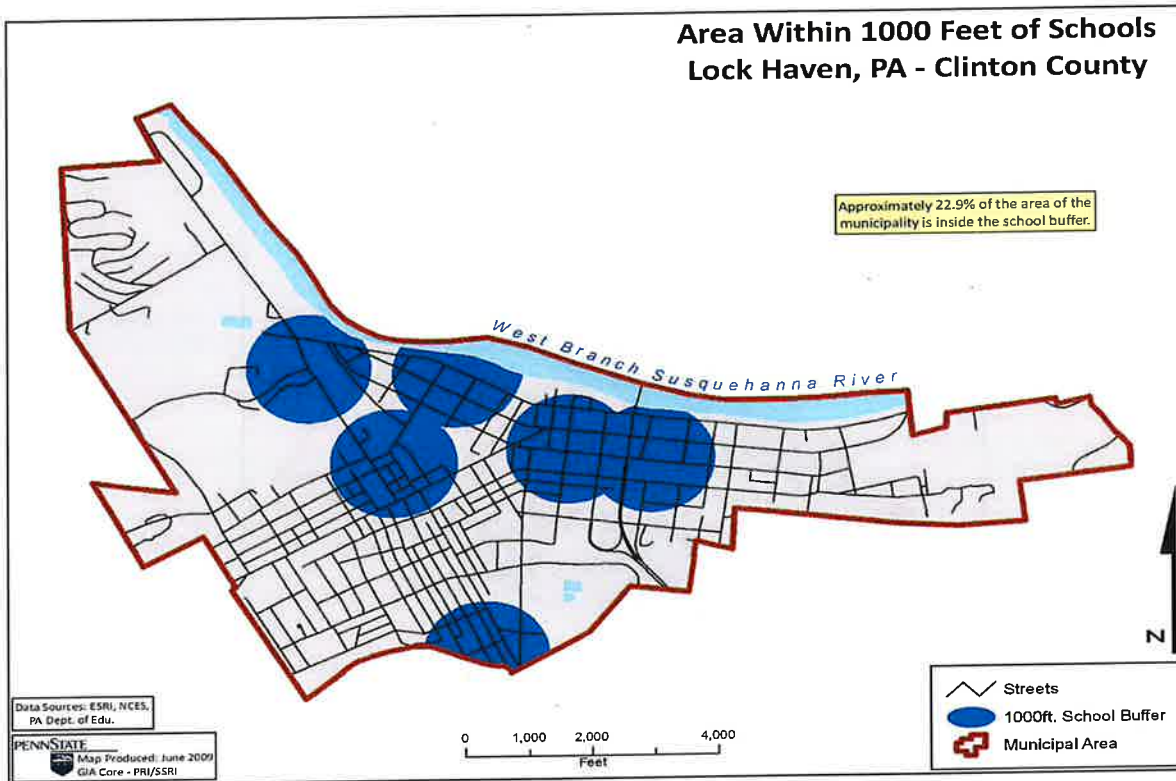 Area Within 1000 Feet of Schools
Lock Haven, PA - Clinton County
Approximately 22.9% of the area of the
municipality is inside the school buffer.
West Branch Susquehanna River
N
Streets
1000ft. School Buffer
Municipal Area
Data Sources: ESRI, NCES,
PA Dept. of Edu.
PENNSTATE
Map Produced: June 2009
GIA Core - PRI/SSRI
0 1,000 2,000 4,000
Feet